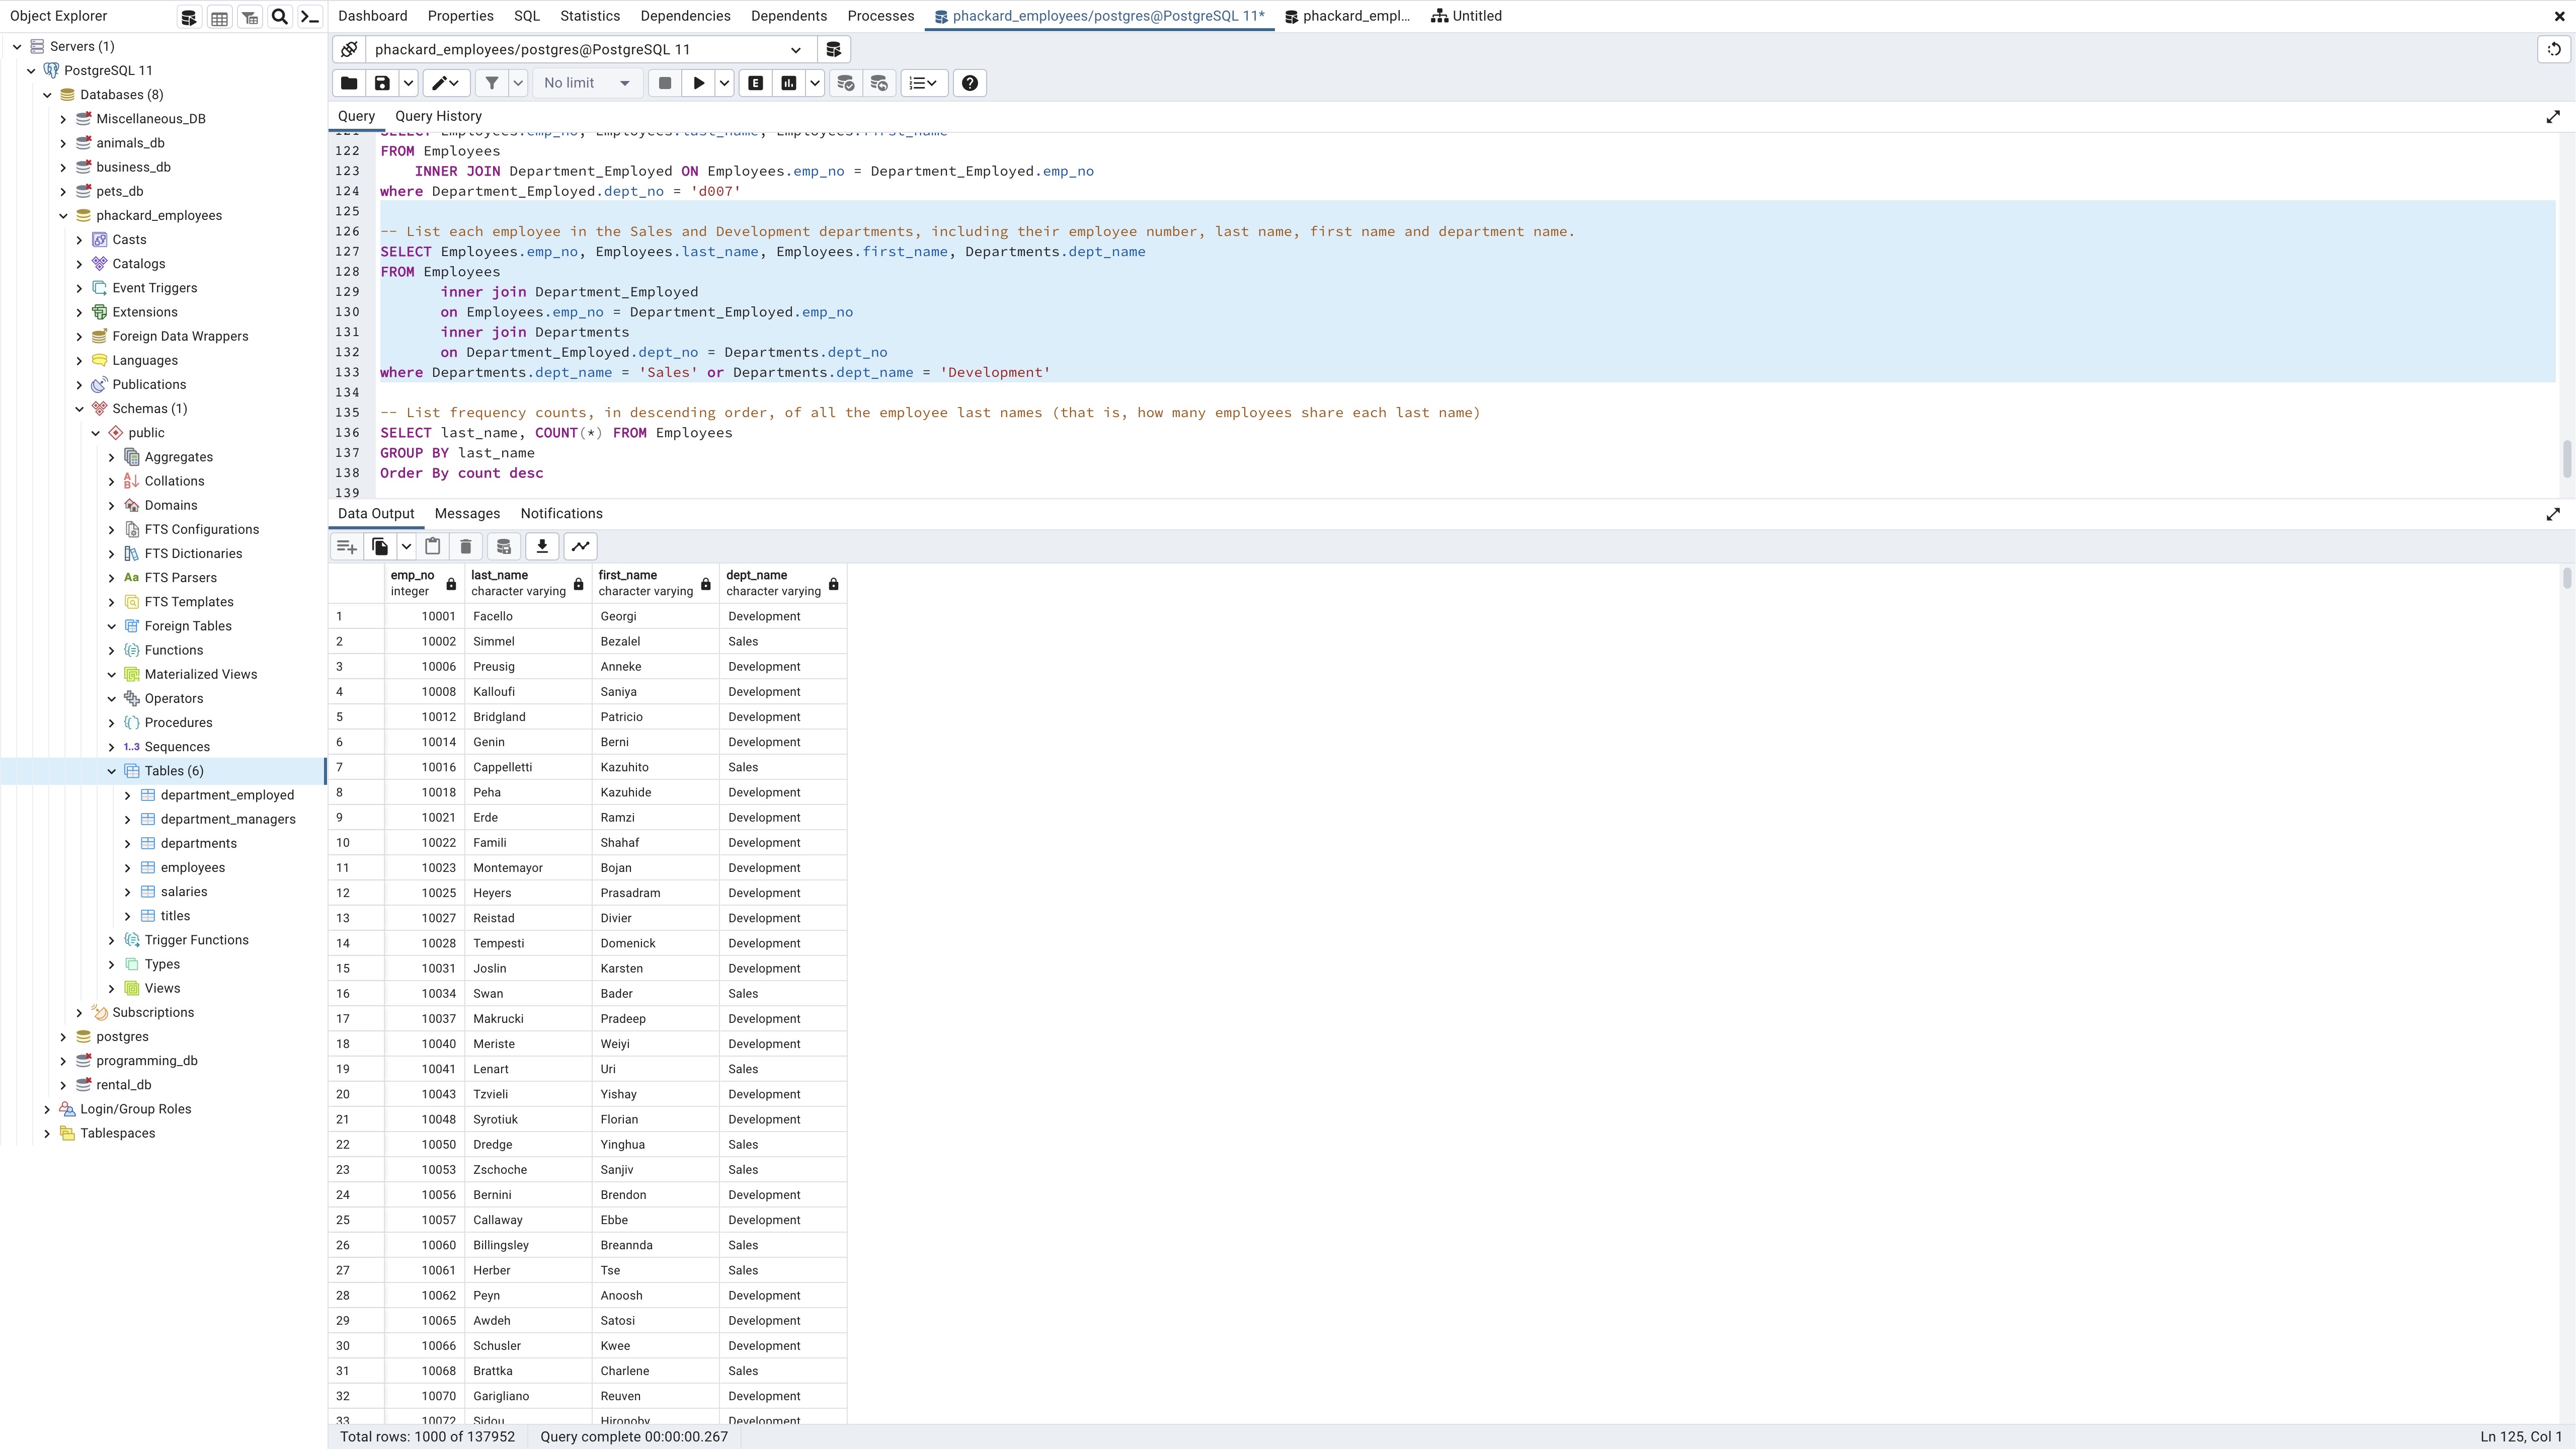 Object Explorer
Servers (1)
PostgreSQL 11
Databases (8)
Miscellaneous_DB
animals_db
business_db
pets_db
phackard_employees
Casts
Catalogs
Event Triggers
Extensions
Foreign Data Wrappers
Languages
Publications
Schemas (1)
public
Aggregates
Collations
Domains
FTS Configurations
FTS Dictionaries
Aa FTS Parsers
FTS Templates
Foreign Tables
Functions
Materialized Views
Operators
Procedures
1..3 Sequences
Tables (6)
department_employed
department_managers
departments
employees
salaries
titles
Trigger Functions
Types
Views
Subscriptions
postgres
programming_db
rental_db
Login/Group Roles
Tablespaces
Dashboard Properties SQL Statistics Dependencies Dependents Processes phackard_employees/postgres@PostgreSQL 11* phackard_empl... Untitled
phackard_employees/postgres@PostgreSQL 11
No limit E
Query Query History
121 SELECT Employees.emp_no, Employees.last_name, Employees.first_name
122 FROM Employees
123 INNER JOIN Department_Employed ON Employees.emp_no = Department_Employed.emp_no
124 where Department_Employed.dept_no = 'd007'
125
126 -- List each employee in the Sales and Development departments, including their employee number, last name, first name and department name.
127 SELECT Employees.emp_no, Employees.last_name, Employees.first_name, Departments.dept_name
128 FROM Employees
129 inner join Department_Employed
130 on Employees.emp_no = Department_Employed.emp_no
131 inner join Departments
132 on Department_Employed.dept_no = Departments.dept_no
133 where Departments.dept_name = 'Sales' or Departments.dept_name = 'Development'
134
135 -- List frequency counts, in descending order, of all the employee last names (that is, how many employees share each last name)
136 SELECT last_name, COUNT(*) FROM Employees
137 GROUP BY last_name
138 Order By count desc
139
Data Output Messages Notifications
emp_no last_name first_name dept_name
integer character varying character varying character varying
1 10001 Facello Georgi Development
2 10002 Simmel Bezalel Sales
3 10006 Preusig Anneke Development
4 10008 Kalloufi Saniya Development
5 10012 Bridgland Patricio Development
6 10014 Genin Berni Development
7 10016 Cappelletti Kazuhito Sales
8 10018 Peha Kazuhide Development
9 10021 Erde Ramzi Development
10 10022 Famili Shahaf Development
11 10023 Montemayor Bojan Development
12 10025 Heyers Prasadram Development
13 10027 Reistad Divier Development
14 10028 Tempesti Domenick Development
15 10031 Joslin Karsten Development
16 10034 Swan Bader Sales
17 10037 Makrucki Pradeep Development
18 10040 Meriste Weiyi Development
19 10041 Lenart Uri Sales
20 10043 Tzvieli Yishay Development
21 10048 Syrotiuk Florian Development
22 10050 Dredge Yinghua Sales
23 10053 Zschoche Sanjiv Sales
24 10056 Bernini Brendon Development
25 10057 Callaway Ebbe Development
26 10060 Billingsley Breannda Sales
27 10061 Herber Tse Sales
28 10062 Peyn Anoosh Development
29 10065 Awdeh Satosi Development
30 10066 Schusler Kwee Development
31 10068 Brattka Charlene Sales
32 10070 Garigliano Reuven Development
33 10072 Sidou Hironoby Development
Total rows: 1000 of 137952 Query complete 00:00:00.267 Ln 125, Col 1